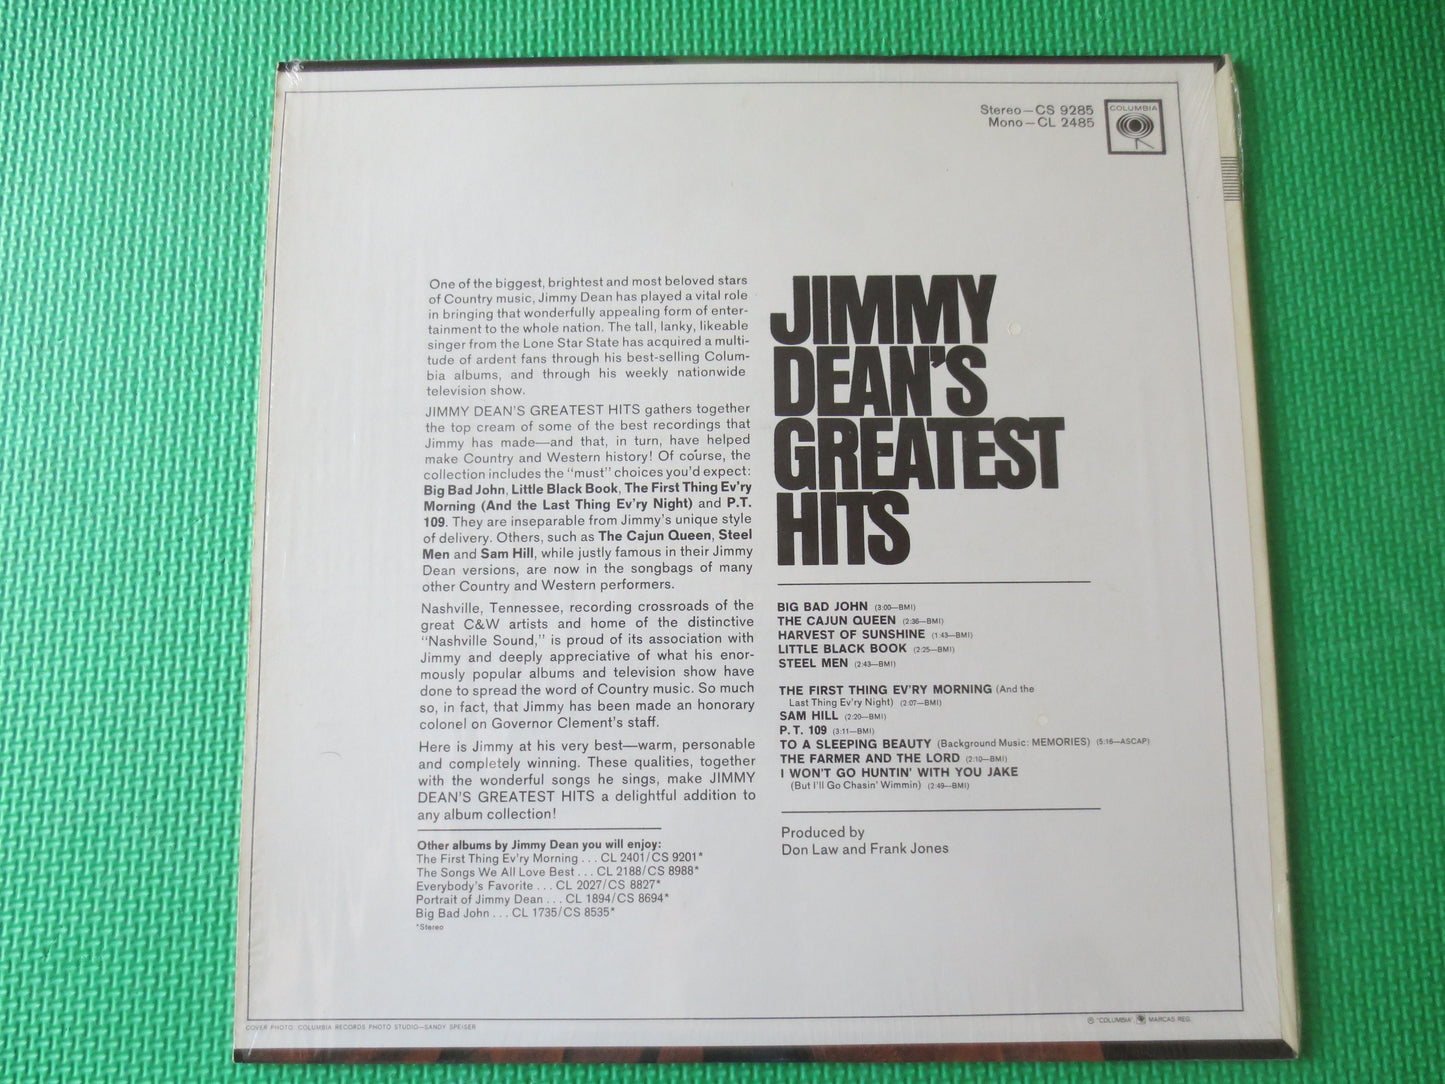 Stereo—CS 9285
Mono—CL 2485
COLUMBIA
One of the biggest, brightest and most beloved stars
of Country music, Jimmy Dean has played a vital role
in bringing that wonderfully appealing form of enter-
tainment to the whole nation. The tall, lanky, likeable
singer from the Lone Star State has acquired a multi-
tude of ardent fans through his best-selling Colum-
bia albums, and through his weekly nationwide
television show.
JIMMY DEAN'S GREATEST HITS gathers together
the top cream of some of the best recordings that
Jimmy has made—and that, in turn, have helped
make Country and Western history! Of course, the
collection includes the "must" choices you'd expect:
Big Bad John, Little Black Book, The First Thing Ev'ry
Morning (And the Last Thing Ev'ry Night) and P.T.
109. They are inseparable from Jimmy's unique style
of delivery. Others, such as The Cajun Queen, Steel
Men and Sam Hill, while justly famous in their Jimmy
Dean versions, are now in the songbags of many
other Country and Western performers.
Nashville, Tennessee, recording crossroads of the
great C&W artists and home of the distinctive
"Nashville Sound," is proud of its association with
Jimmy and deeply appreciative of what his enor-
mously popular albums and television show have
done to spread the word of Country music. So much
so, in fact, that Jimmy has been made an honorary
colonel on Governor Clement's staff.
Here is Jimmy at his very best—warm, personable
and completely winning. These qualities, together
with the wonderful songs he sings, make JIMMY
DEAN'S GREATEST HITS a delightful addition to
any album collection!
Other albums by Jimmy Dean you will enjoy:
The First Thing Ev'ry Morning . . . CL 2401/CS 9201*
The Songs We All Love Best . . . CL 2188/CS 8988*
Everybody's Favorite . . . CL 2027/CS 8827*
Portrait of Jimmy Dean . . . CL 1894/CS 8694*
Big Bad John . . . CL 1735/CS 8535*
*Stereo
JIMMY
DEAN'S
GREATEST
HITS
BIG BAD JOHN (3:00—BMI)
THE CAJUN QUEEN (2:36—BMI)
HARVEST OF SUNSHINE (1:43—BMI)
LITTLE BLACK BOOK (2:25—BMI)
STEEL MEN (2:43—BMI)
THE FIRST THING EV'RY MORNING (And the
Last Thing Ev'ry Night) (2:07—BMI)
SAM HILL (2:20—BMI)
P.T. 109 (3:11—BMI)
TO A SLEEPING BEAUTY (Background Music: MEMORIES) (5:16—ASCAP)
THE FARMER AND THE LORD (2:10—BMI)
I WON'T GO HUNTIN' WITH YOU JAKE
(But I'll Go Chasin' Wimmin) (2:49—BMI)
Produced by
Don Law and Frank Jones
COVER PHOTO: COLUMBIA RECORDS PHOTO STUDIO—SANDY SPEISER
℗ "COLUMBIA", MARCAS REG.